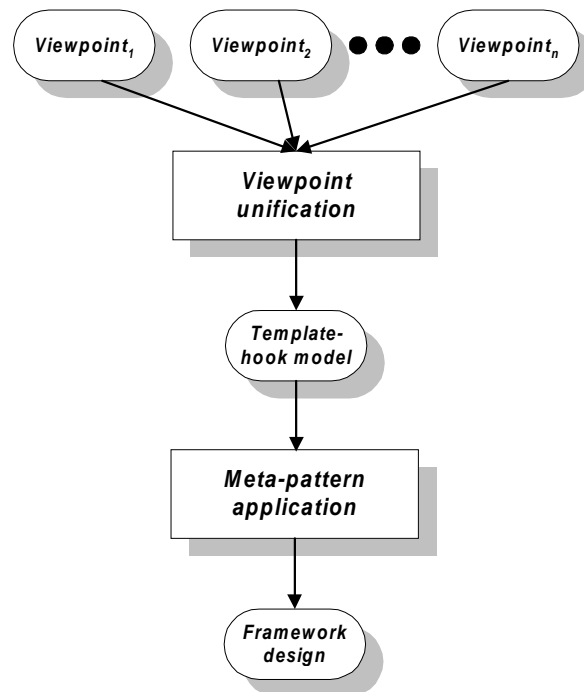 Viewpoint1 Viewpoint2 Viewpointn
Viewpoint
unification
Template-
hook model
Meta-pattern
application
Framework
design